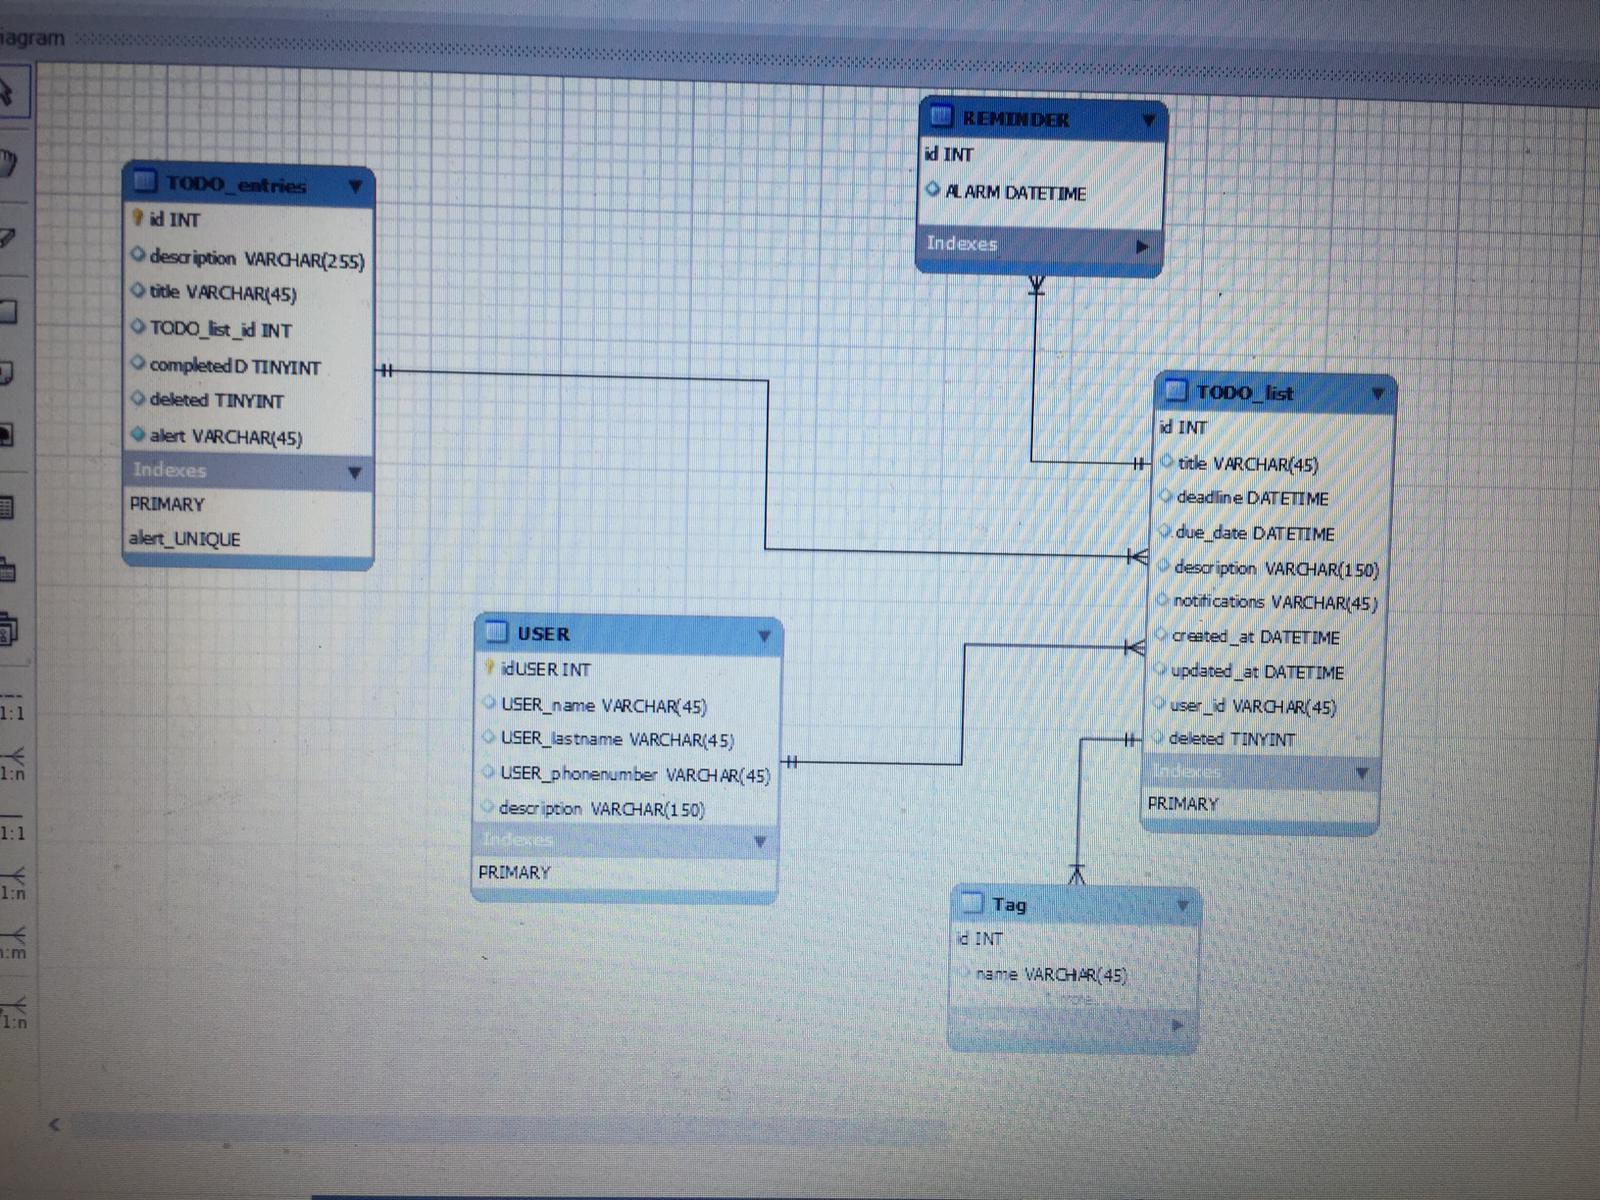 iagram
TODO_entries
id INT
description VARCHAR(255)
title VARCHAR(45)
TODO_list_id INT
completedD TINYINT
deleted TINYINT
alert VARCHAR(45)
Indexes
PRIMARY
alert_UNIQUE
REMINDER
id INT
ALARM DATETIME
Indexes
TODO_list
id INT
title VARCHAR(45)
deadline DATETIME
due_date DATETIME
description VARCHAR(150)
notifications VARCHAR(45)
created_at DATETIME
updated_at DATETIME
user_id VARCHAR(45)
deleted TINYINT
Indexes
PRIMARY
USER
idUSER INT
USER_name VARCHAR(45)
USER_lastname VARCHAR(45)
USER_phonenumber VARCHAR(45)
description VARCHAR(150)
Indexes
PRIMARY
Tag
id INT
name VARCHAR(45)
1:1
1:n
1:1
1:n
:m
1:n